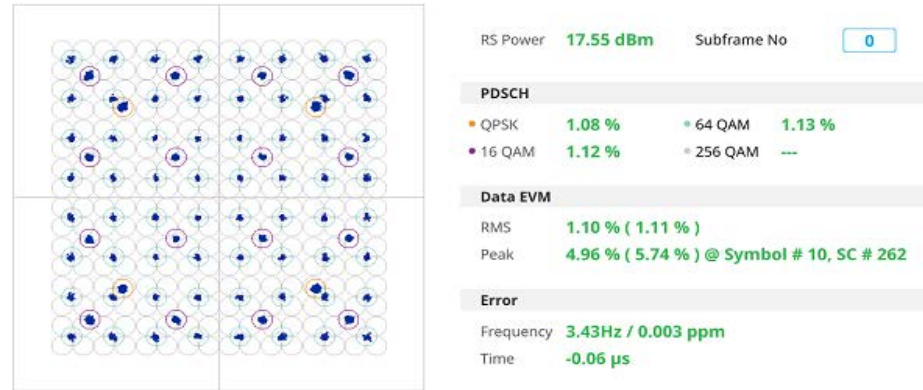 RS Power 17.55 dBm Subframe No 0
PDSCH
QPSK 1.08 % 64 QAM 1.13 %
16 QAM 1.12 % 256 QAM ---
Data EVM
RMS 1.10 % ( 1.11 % )
Peak 4.96 % ( 5.74 % ) @ Symbol # 10, SC # 262
Error
Frequency 3.43Hz / 0.003 ppm
Time -0.06 µs